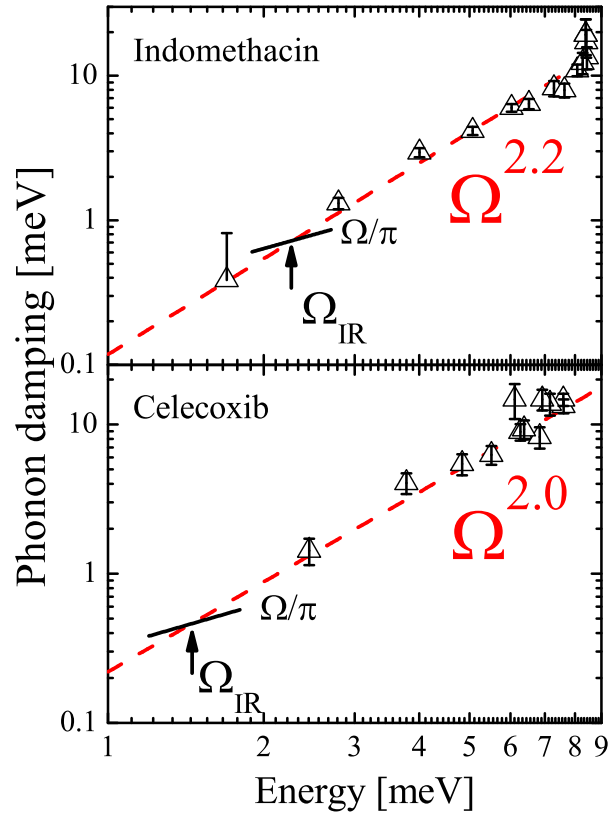 Phonon damping [meV]
Indomethacin
10
1
0.1
Ω^2.2
Ω/π
Ω_IR
Celecoxib
10
1
0.1
Ω^2.0
Ω/π
Ω_IR
1 2 3 4 5 6 7 8 9
Energy [meV]